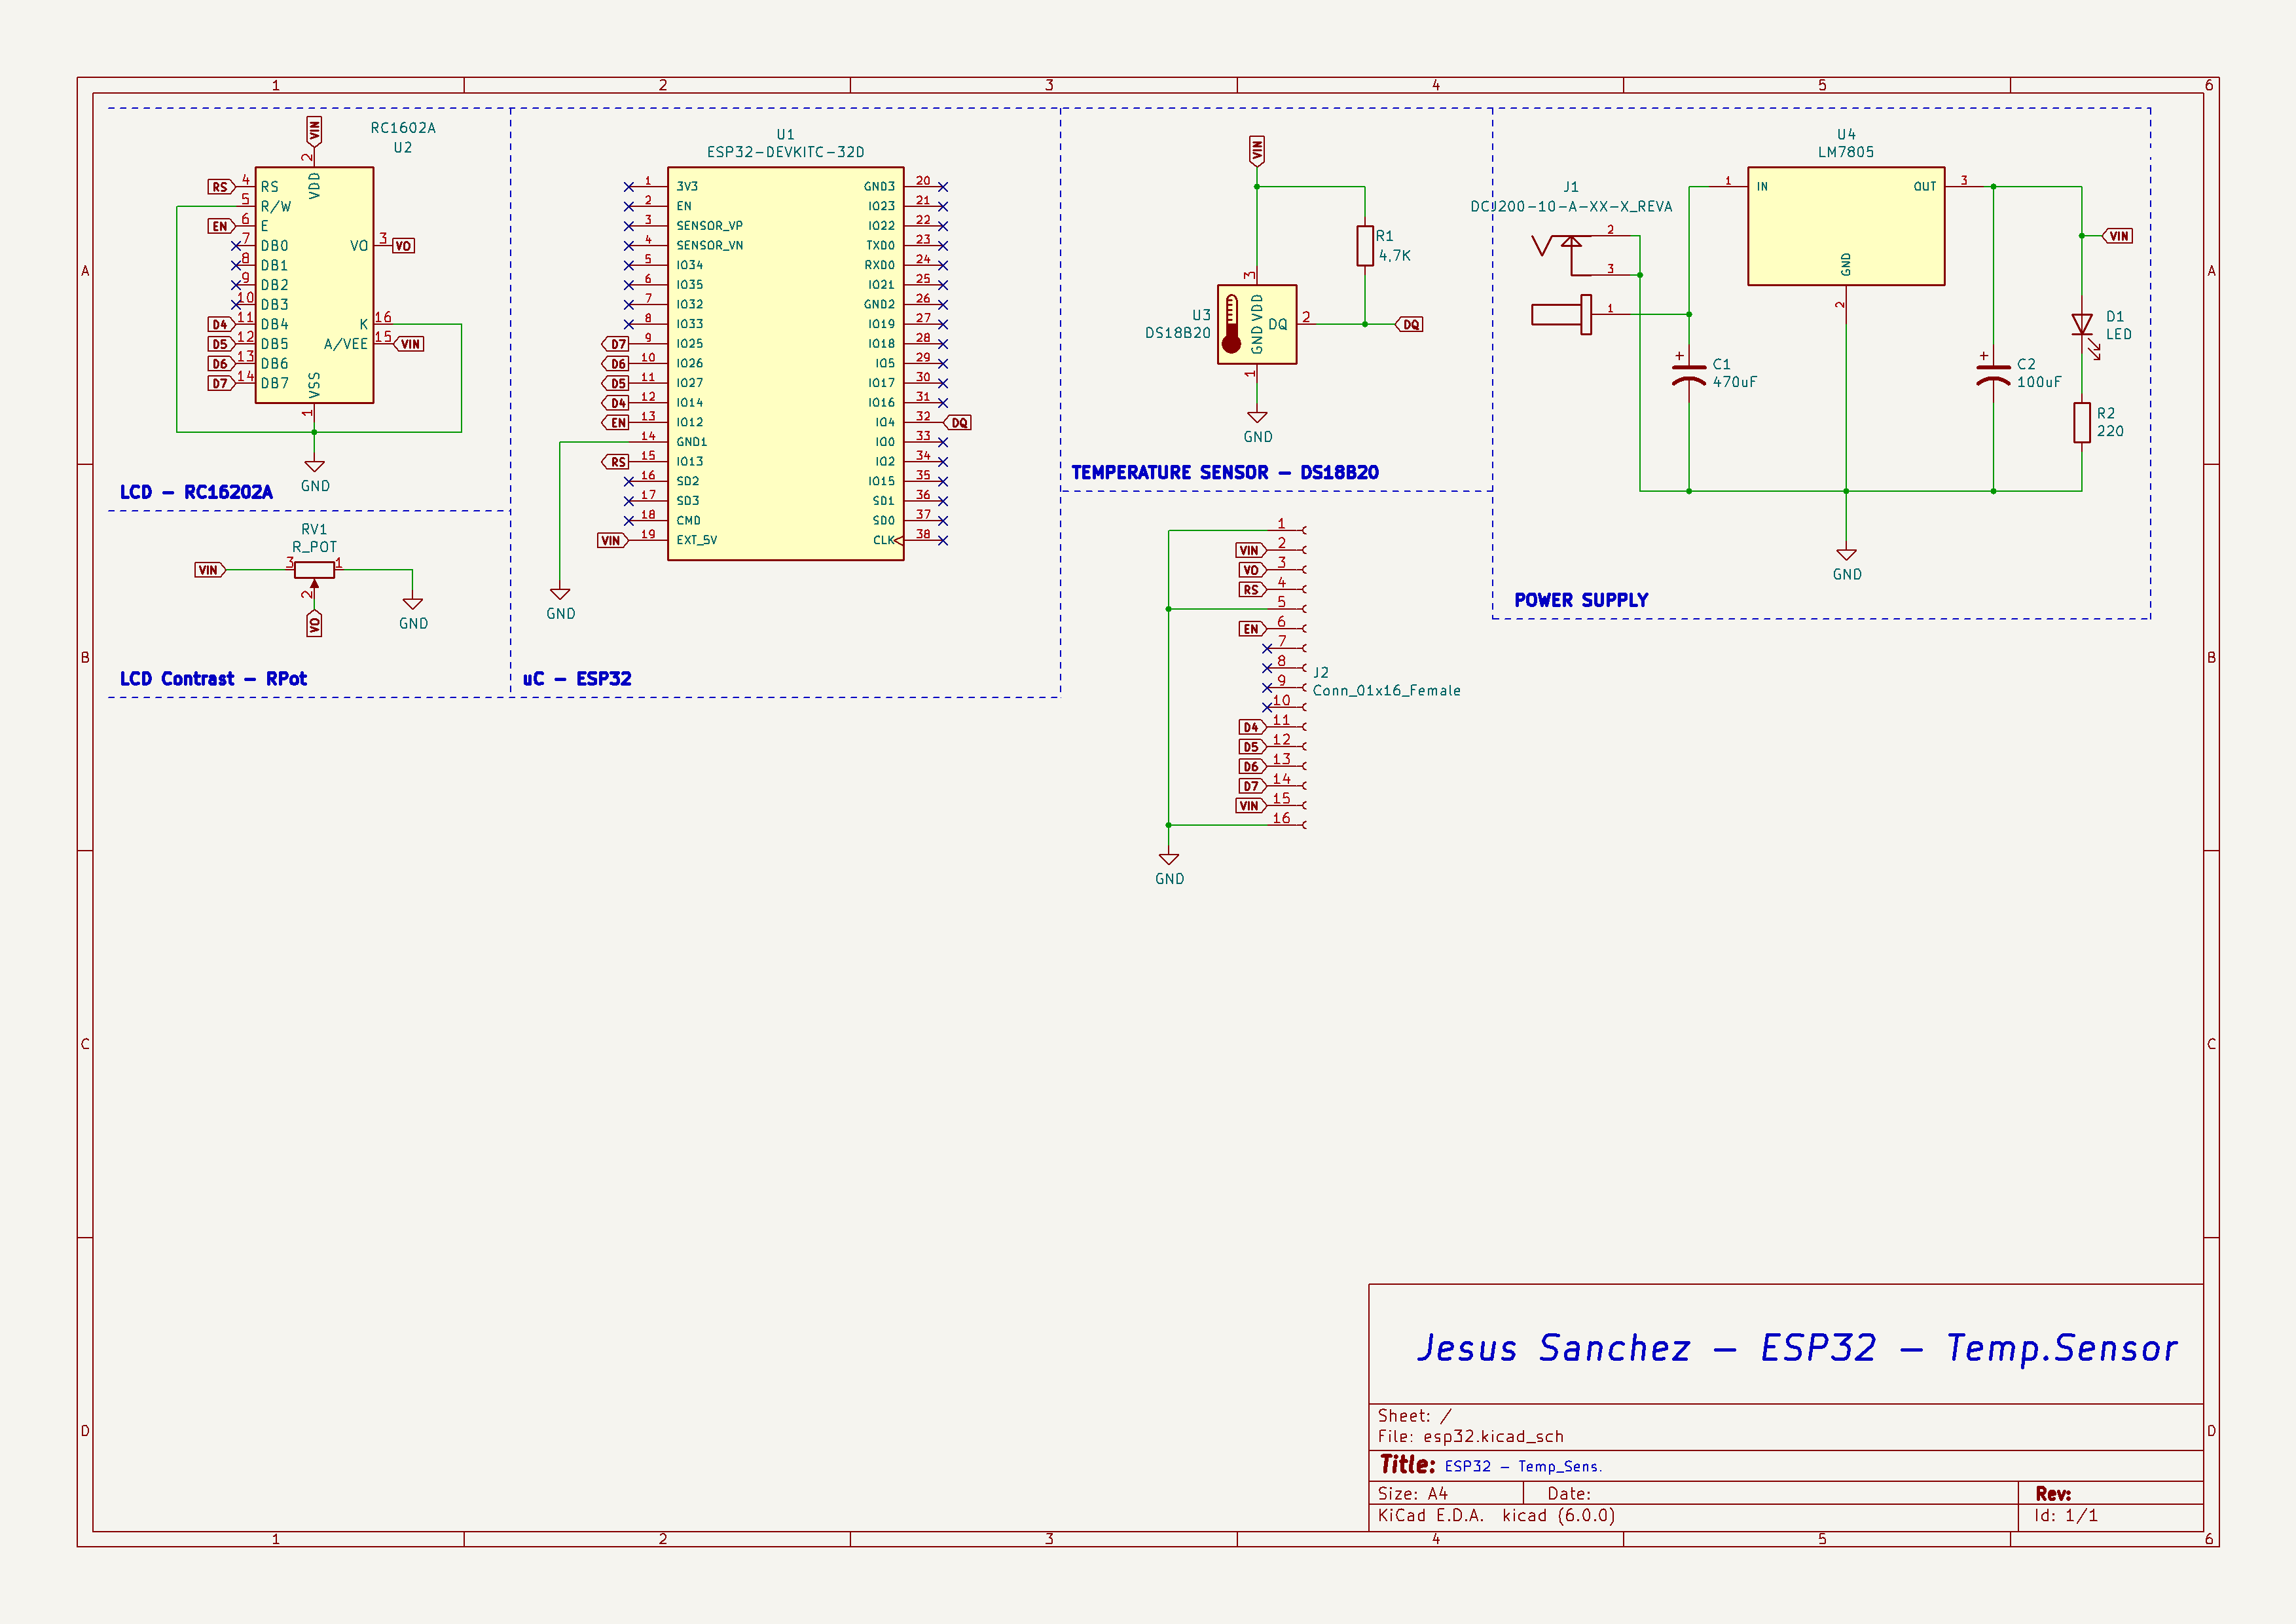 1 2 3 4 5 6
A A
B B
C C
D D
1 2 3 4 5 6
VIN
RC1602A
U2
2
VDD
RS 4 RS
5 R/W
EN 6 E
7 DB0
VO 3 VO
8 DB1
9 DB2
10 DB3
D4 11 DB4
K 16
D5 12 DB5
A/VEE 15 VIN
D6 13 DB6
D7 14 DB7
VSS
1
GND
LCD - RC16202A
RV1
R_POT
VIN 3 1
2
VO
GND
LCD Contrast - RPot
U1
ESP32-DEVKITC-32D
1 3V3 GND3 20
2 EN IO23 21
3 SENSOR_VP IO22 22
4 SENSOR_VN TXD0 23
5 IO34 RXD0 24
6 IO35 IO21 25
7 IO32 GND2 26
8 IO33 IO19 27
D7 9 IO25 IO18 28
D6 10 IO26 IO5 29
D5 11 IO27 IO17 30
D4 12 IO14 IO16 31
EN 13 IO12 IO4 32 DQ
14 GND1 IO0 33
RS 15 IO13 IO2 34
16 SD2 IO15 35
17 SD3 SD1 36
18 CMD SD0 37
VIN 19 EXT_5V CLK 38
GND
uC - ESP32
VIN
R1
4,7K
3
U3
DS18B20
GND VDD
DQ 2 DQ
1
GND
TEMPERATURE SENSOR - DS18B20
1
VIN 2
VO 3
RS 4
5
EN 6
7
8
9
10
D4 11
D5 12
D6 13
D7 14
VIN 15
16
J2
Conn_01x16_Female
GND
J1
DCJ200-10-A-XX-X_REVA
2
3
1
U4
LM7805
1 IN OUT 3
GND
2
VIN
+ C1
470uF
+ C2
100uF
D1
LED
R2
220
GND
POWER SUPPLY
Jesus Sanchez - ESP32 - Temp.Sensor
Sheet: /
File: esp32.kicad_sch
Title: ESP32 - Temp_Sens.
Size: A4 Date: Rev:
KiCad E.D.A. kicad (6.0.0) Id: 1/1